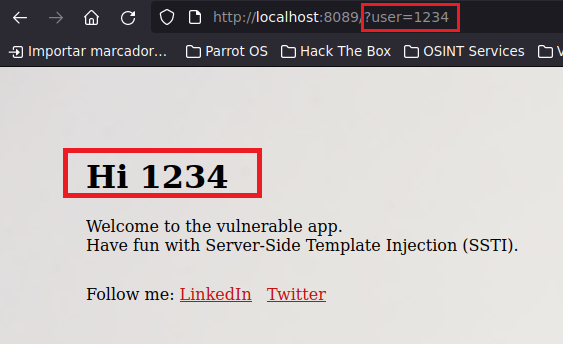 http://localhost:8089/?user=1234
Importar marcador... Parrot OS Hack The Box OSINT Services
Hi 1234
Welcome to the vulnerable app.
Have fun with Server-Side Template Injection (SSTI).
Follow me: LinkedIn Twitter